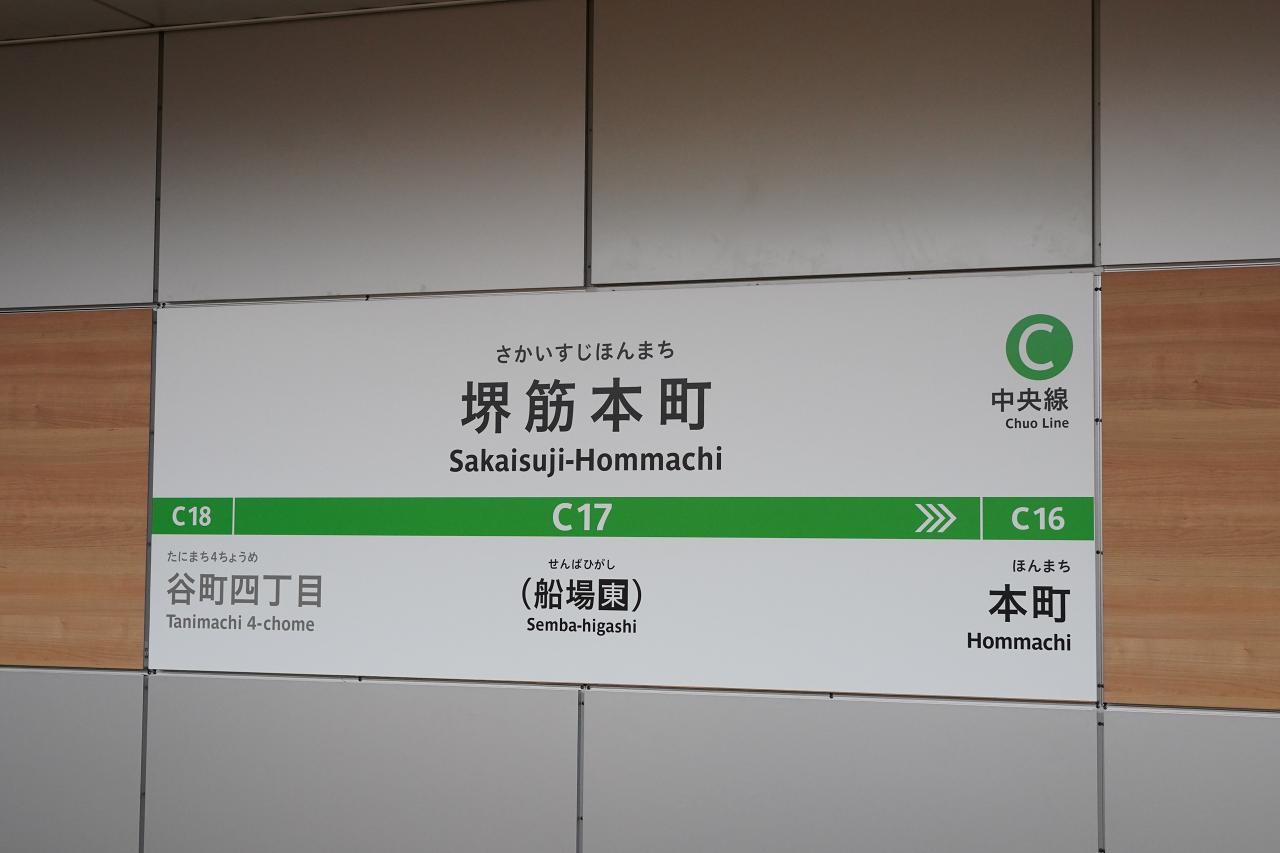 さかいすじほんまち
堺筋本町
Sakaisuji-Hommachi
C
中央線
Chuo Line
C18
C17
C16
たにまち4ちょうめ
谷町四丁目
Tanimachi 4-chome
せんばひがし
(船場東)
Semba-higashi
ほんまち
本町
Hommachi